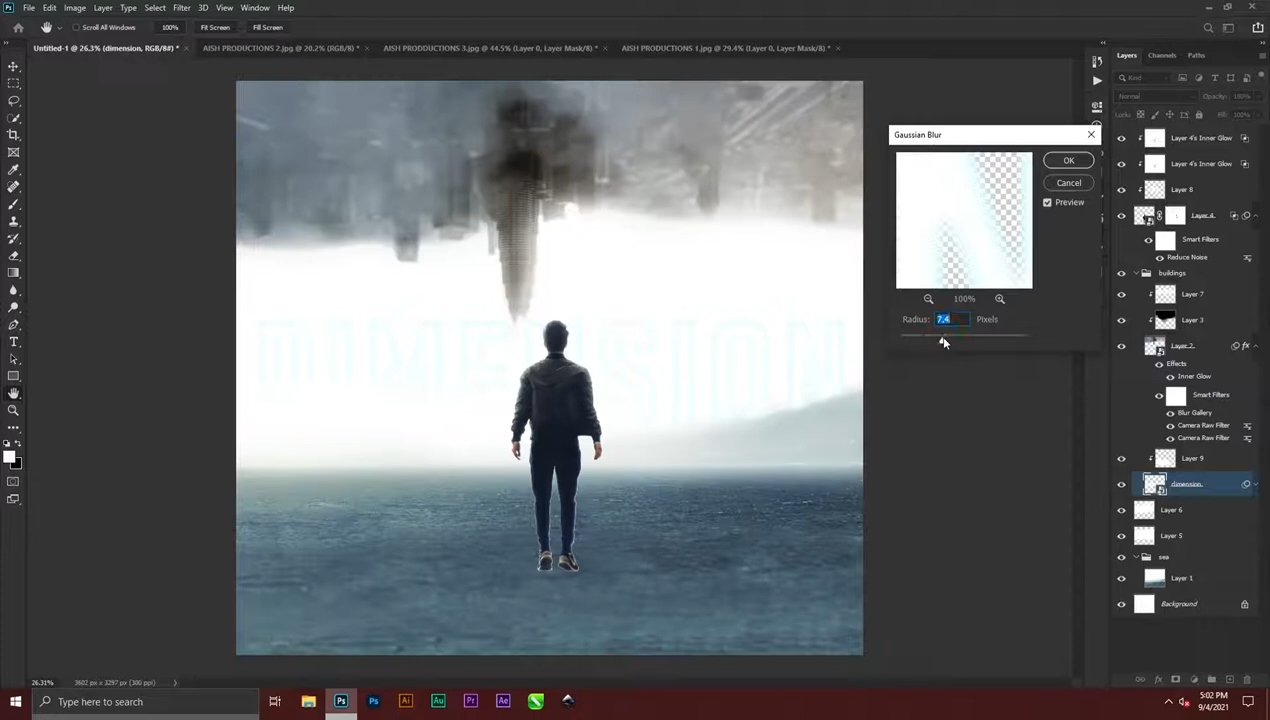 File Edit Image Layer Type Select Filter 3D View Window Help
Scroll All Windows 100% Fit Screen Fill Screen
Untitled-1 @ 26.3% (dimension, RGB/8#) * AISH PRODUCTIONS 2.jpg @ 20.2% (RGB/8) * AISH PRODDUCTIONS 3.jpg @ 44.5% (Layer 0, Layer Mask/8) * AISH PRODUCTIONS 1.jpg @ 29.4% (Layer 0, Layer Mask/8) *
Layers Channels Paths
Kind
Normal Opacity: 100%
Lock: Fill: 100%
Gaussian Blur
OK
Cancel
Preview
100%
Radius: 7.4 Pixels
Layer 4's Inner Glow
Layer 4's Inner Glow
Layer 8
Layer 4
Smart Filters
Reduce Noise
buildings
Layer 7
Layer 3
Layer 2
Effects
Inner Glow
Smart Filters
Blur Gallery
Camera Raw Filter
Camera Raw Filter
Layer 9
dimension
Layer 6
Layer 5
sea
Layer 1
Background
DIMENSION
26.31% 3602 px x 3297 px (300 ppi)
Type here to search
5:02 PM
9/4/2021